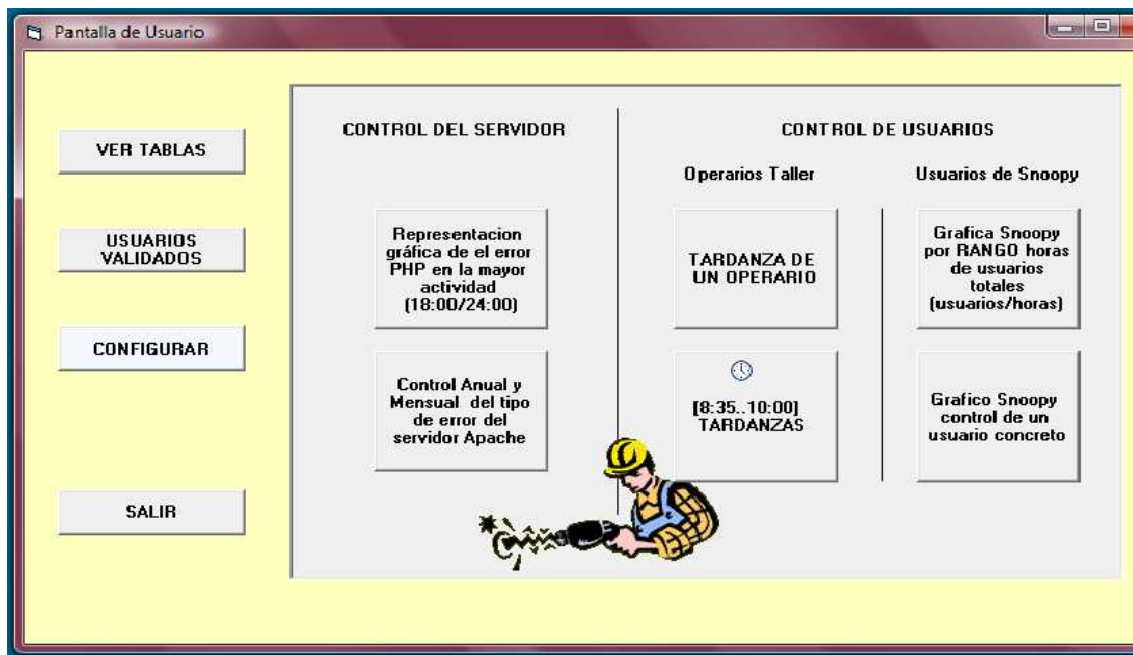 Pantalla de Usuario
VER TABLAS
USUARIOS
VALIDADOS
CONFIGURAR
SALIR
CONTROL DEL SERVIDOR
Representacion
gráfica de el error
PHP en la mayor
actividad
(18:00/24:00)
Control Anual y
Mensual del tipo
de error del
servidor Apache
CONTROL DE USUARIOS
Operarios Taller
TARDANZA DE
UN OPERARIO
[8:35..10:00]
TARDANZAS
Usuarios de Snoopy
Grafica Snoopy
por RANGO horas
de usuarios
totales
(usuarios/horas)
Grafico Snoopy
control de un
usuario concreto